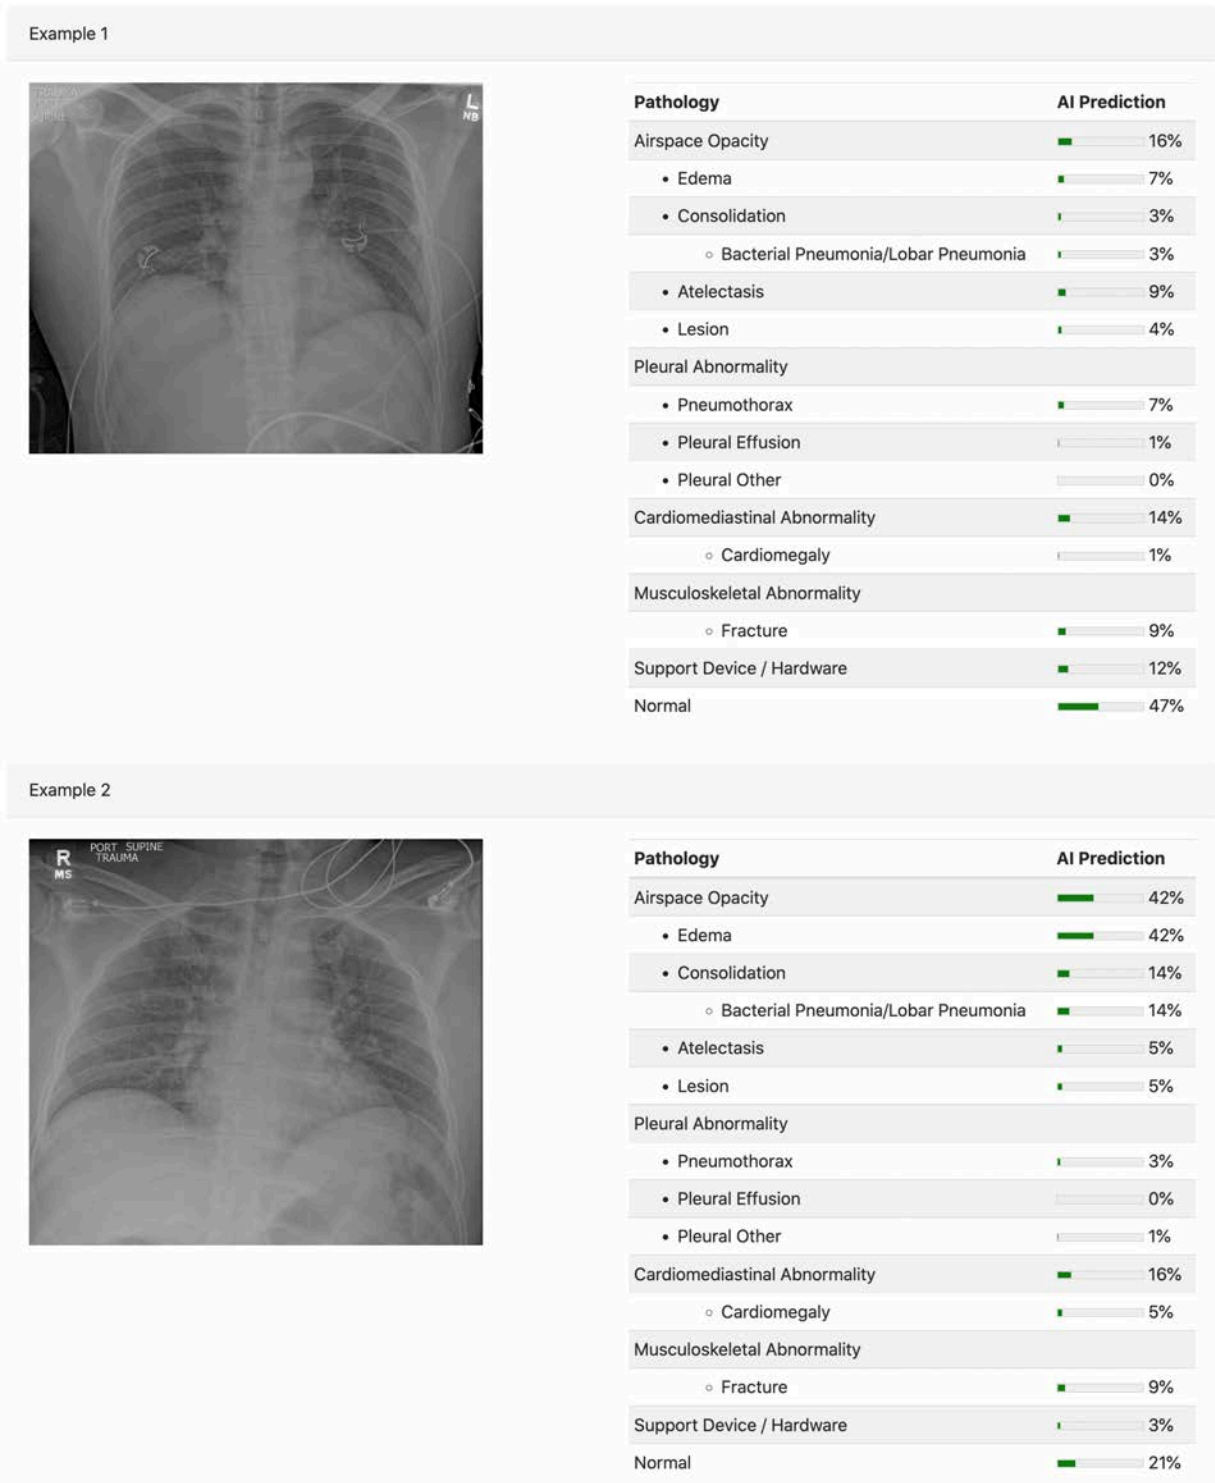 Example 1
L
NB
Pathology AI Prediction
Airspace Opacity 16%
• Edema 7%
• Consolidation 3%
○ Bacterial Pneumonia/Lobar Pneumonia 3%
• Atelectasis 9%
• Lesion 4%
Pleural Abnormality
• Pneumothorax 7%
• Pleural Effusion 1%
• Pleural Other 0%
Cardiomediastinal Abnormality 14%
○ Cardiomegaly 1%
Musculoskeletal Abnormality
○ Fracture 9%
Support Device / Hardware 12%
Normal 47%
Example 2
R
MS
PORT SUPINE
TRAUMA
Pathology AI Prediction
Airspace Opacity 42%
• Edema 42%
• Consolidation 14%
○ Bacterial Pneumonia/Lobar Pneumonia 14%
• Atelectasis 5%
• Lesion 5%
Pleural Abnormality
• Pneumothorax 3%
• Pleural Effusion 0%
• Pleural Other 1%
Cardiomediastinal Abnormality 16%
○ Cardiomegaly 5%
Musculoskeletal Abnormality
○ Fracture 9%
Support Device / Hardware 3%
Normal 21%